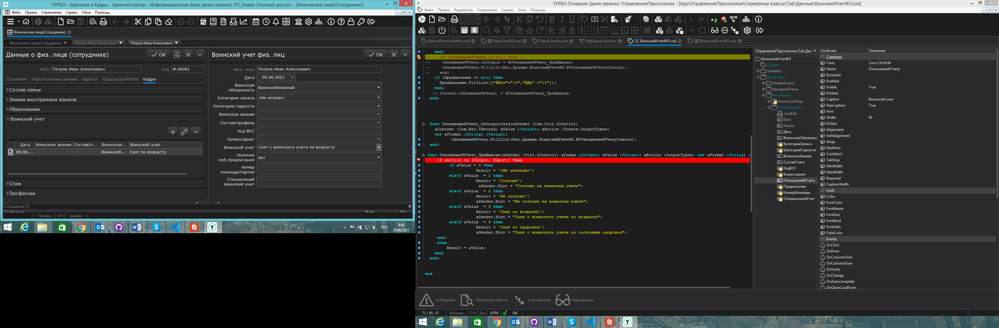 ТУРБО - Зарплата и Кадры - Администратор - Информационная база (демо-режим): УП_Новая (Полный доступ) - [Физические лица(Сотрудники)]
Файл Правка Управление Сервис Окна Помощь
Физические лица(Сотрудники)
Физические лица(Сотрудники) Петров Иван Алексеевич Петров Иван Алексеевич
Данные о физ. лице (сотруднике) OK
ФИО Петров Иван Алексеевич Код Ф.00001
Основное Персональные данные Адреса Трудоустройство Кадры
Состав семьи
Знания иностранных языков
Образование
Воинский учет
Дата Воинское звание Состав/п... Воинская... Воинский учет
09.06.... Военнооб... Снят по возрасту
Стаж
Профессии
Воинский учет физ. лиц OK
Физ. лицо Петров Иван Алексеевич
Дата 09.06.2021
Воинская обязанность Военнообязанный
Категория запаса <Не указан>
Категория годности
Воинское звание
Состав/профиль
Код ВУС
Комиссариат
Воинский учет Снят с воинского учета по возрасту
Наличие моб.предписания Нет
Номер команды/партии
Специальный воинский учет
Сообщения (5)
Правка Т/Ч Дизайн
РУС 9:42
29.06.2021
ТУРБО Отладчик (демо-режим): УправлениеПерсоналом - [App\УправлениеПерсоналом\Серверные классы\Tab\Данные\ВоинскийУчетФЛ.cod]
Файл Правка Разработка Управление Сервис Окна Помощь
NaturalPersonsStaffer.cod КарточкаФЛ.cod ТипыСписки.cod Иерархия классов ВоинскийУчетФЛ.cod ВоинскийУчетФЛ.cod
end;
-- if (ОтношениеКУчету <> nil) then
-- ОтношениеКУчету.OnOutput = @ОтношениеКУчету_ПриВыводе;
-- ОтношениеКУчету.FillList(Rec.Данные.ВоинскийУчетФЛ.ВУОтношениеКУчетуСписок);
-- end;
if (Предписание <> nil) then
Предписание.FillList(["@Нет"+"|0","@Да" +"|1"]);
end;
-- Current.ОтношениеКУчету. = @ОтношениеКУчету_ПриВыводе;
end;
func ОтношениеКУчету_OnOutputCard(aSender :Com.Ctrl.IControl;
aContext :Com.Rec.IRecord; aValue :Variant; aAction :Consts.OutputTypes;
var aFormat :String) :Variant;
ОтношениеКУчету.FillList(Rec.Данные.ВоинскийУчетФЛ.ВУОтношениеКУчетуСписок);
end;
func ОтношениеКУчету_ПриВыводе(aSender :Ctrl.IControl; aIndex :Integer; aValue :Variant; aAction :OutputTypes; var aFormat :String) :
if aAction in [Output, Export] then
if aValue = 0 then
Result = '<Не указали>';
elsif aValue = 1 then
Result = 'Состоит';
aSender.Hint = "Состоит на воинском учете";
elsif aValue = 2 then
Result = 'Не состоит';
aSender.Hint = "Не состоит на воинском учете";
elsif aValue = 3 then
Result = 'Снят по возрасту';
aSender.Hint = "Снят с воинского учета по возрасту";
elsif aValue = 4 then
Result = 'Снят по здоровью';
aSender.Hint = "Снят с воинского учета по состоянию здоровья";
end;
else
Result = aValue;
end;
end;
end
УправлениеПерсоналом.Tab.Дан
ВоинскийУчетФЛ
Current
Variables
RootFrame
HeaderFrame
NavigatorFrame
MainFrame
FrameCardTree
FrameCardFile
CardFile
ExtId
Person
Дата
ВоинскаяОбязаннос
КатегорияЗапаса
КатегорияГодности
ВоинскоеЗвание
СоставУчета
КодВУС
Комиссариат
ОтношениеКУчету
Предписание
НомерКоманды
СпециальныйУчет
Свойство Значение
Common
Class Com.Ctrl.IEdit
Name ОтношениеКУчету
Excluded
Enabled
Visible True
Printed
Caption Воинский учет
HasCaption True
Hint
Width 40
FixSize
Alignment
VertAlignment
Wrap
Multiline
CanSelect
TabStop
MinWidth
MaxWidth
Required
CaptionWidth
Look
Color
FontColor
FontName
FontSize
FontBold
FontItalic
FieldColor
Events
OnClick
OnDraw
OnColumnClick
OnColumnDraw
OnVerify
OnChange
OnAutocomplete
OnOpenCardForm
Сообщения Результаты поиска Стек вызовов Переменные
71 / 95 : 31 Изменён Т/Ч Зам UTF8 OK